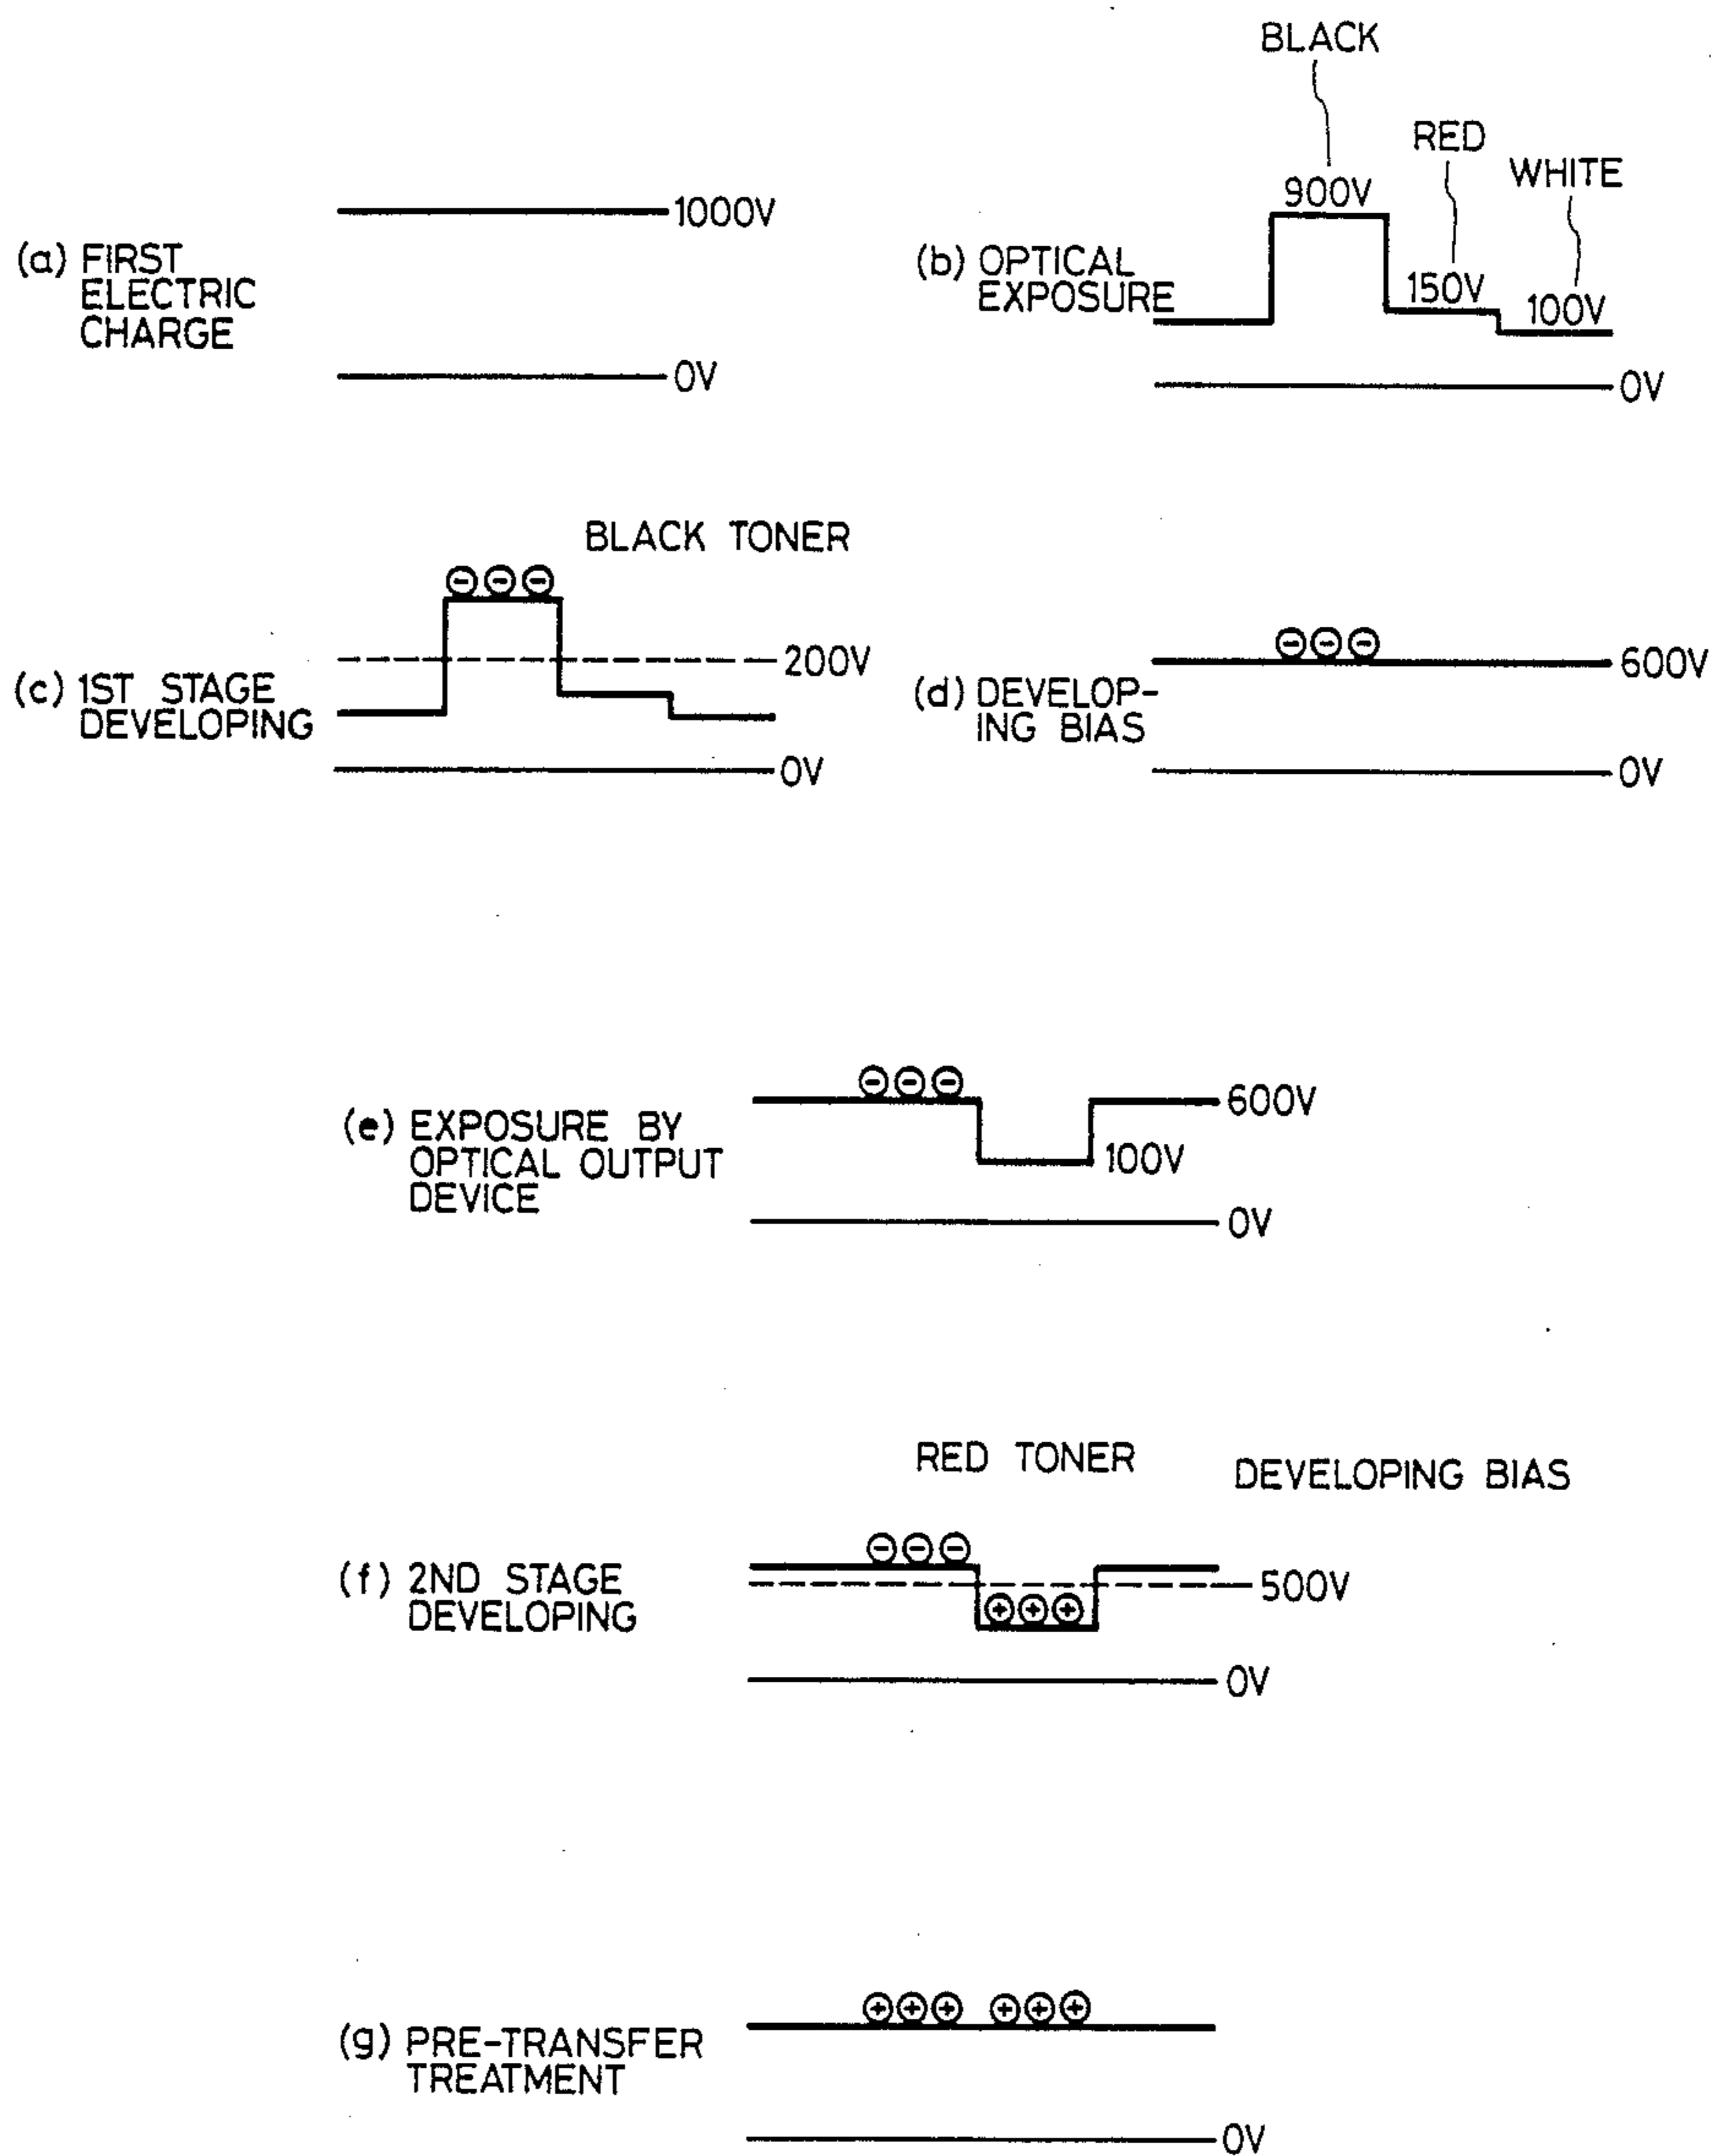 BLACK
RED
WHITE
900V
150V
100V
1000V
0V
(a) FIRST
ELECTRIC
CHARGE
(b) OPTICAL
EXPOSURE
0V
BLACK TONER
⊖⊖⊖
200V
(c) 1ST STAGE
DEVELOPING
0V
⊖⊖⊖
600V
(d) DEVELOP-
ING BIAS
0V
⊖⊖⊖
600V
(e) EXPOSURE BY
OPTICAL OUTPUT
DEVICE
100V
0V
RED TONER
DEVELOPING BIAS
⊖⊖⊖
(f) 2ND STAGE
DEVELOPING
500V
⊕⊕⊕
0V
⊕⊕⊕ ⊕⊕⊕
(g) PRE-TRANSFER
TREATMENT
0V